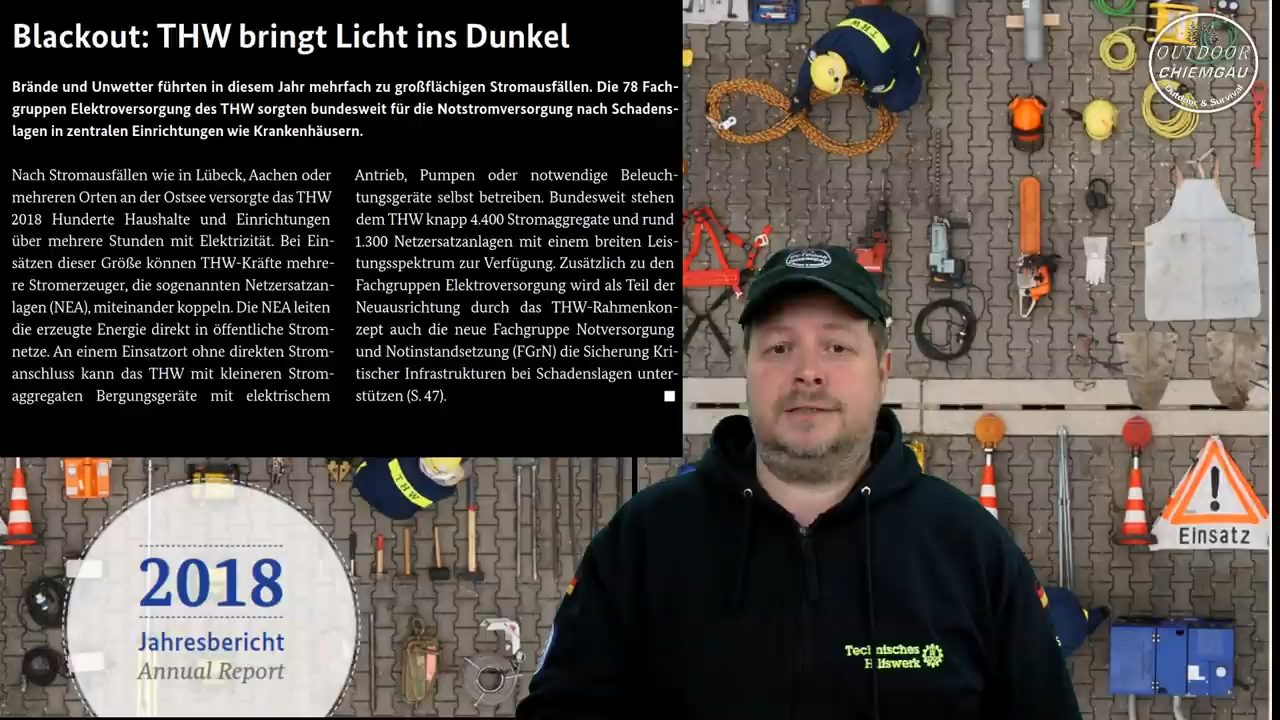 Blackout: THW bringt Licht ins Dunkel
Brände und Unwetter führten in diesem Jahr mehrfach zu großflächigen Stromausfällen. Die 78 Fach-
gruppen Elektroversorgung des THW sorgten bundesweit für die Notstromversorgung nach Schadens-
lagen in zentralen Einrichtungen wie Krankenhäusern.
Nach Stromausfällen wie in Lübeck, Aachen oder
mehreren Orten an der Ostsee versorgte das THW
2018 Hunderte Haushalte und Einrichtungen
über mehrere Stunden mit Elektrizität. Bei Ein-
sätzen dieser Größe können THW-Kräfte mehre-
re Stromerzeuger, die sogenannten Netzersatzan-
lagen (NEA), miteinander koppeln. Die NEA leiten
die erzeugte Energie direkt in öffentliche Strom-
netze. An einem Einsatzort ohne direkten Strom-
anschluss kann das THW mit kleineren Strom-
aggregaten Bergungsgeräte mit elektrischem
Antrieb, Pumpen oder notwendige Beleuch-
tungsgeräte selbst betreiben. Bundesweit stehen
dem THW knapp 4.400 Stromaggregate und rund
1.300 Netzersatzanlagen mit einem breiten Leis-
tungsspektrum zur Verfügung. Zusätzlich zu den
Fachgruppen Elektroversorgung wird als Teil der
Neuausrichtung durch das THW-Rahmenkon-
zept auch die neue Fachgruppe Notversorgung
und Notinstandsetzung (FGrN) die Sicherung Kri-
tischer Infrastrukturen bei Schadenslagen unter-
stützen (S. 47).
THW
OUTDOOR
CHIEMGAU
Outdoor & Survival
OUTDOOR
CHIEMGAU
THW
Einsatz
2018
Jahresbericht
Annual Report
Technisches
Hilfswerk